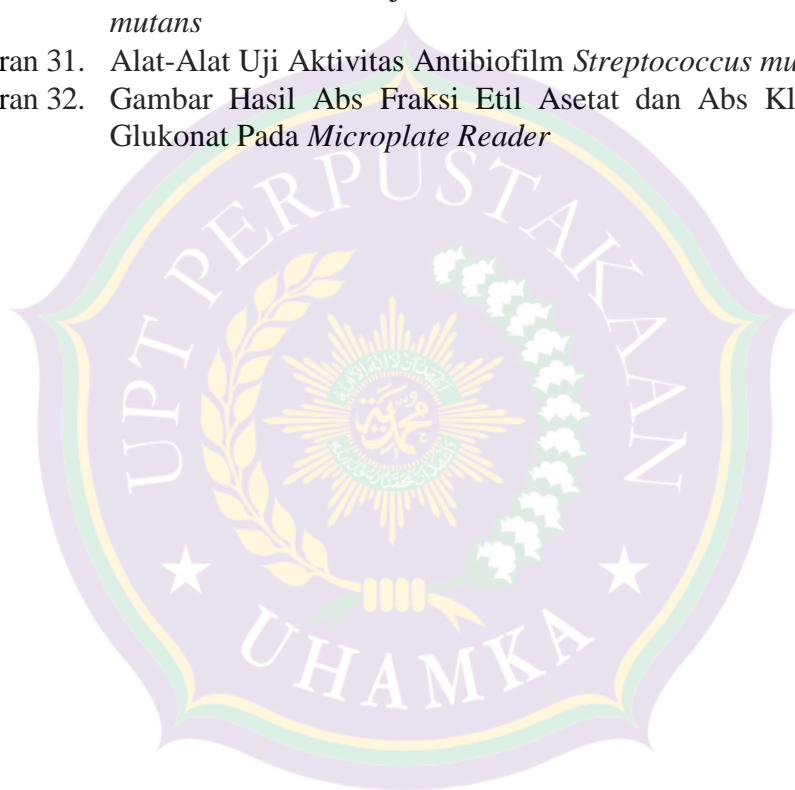 mutans
ran 31. Alat-Alat Uji Aktivitas Antibiofilm Streptococcus mu
ran 32. Gambar Hasil Abs Fraksi Etil Asetat dan Abs Kl
Glukonat Pada Microplate Reader
UPT PERPUSTAKAAN
UHAMKA